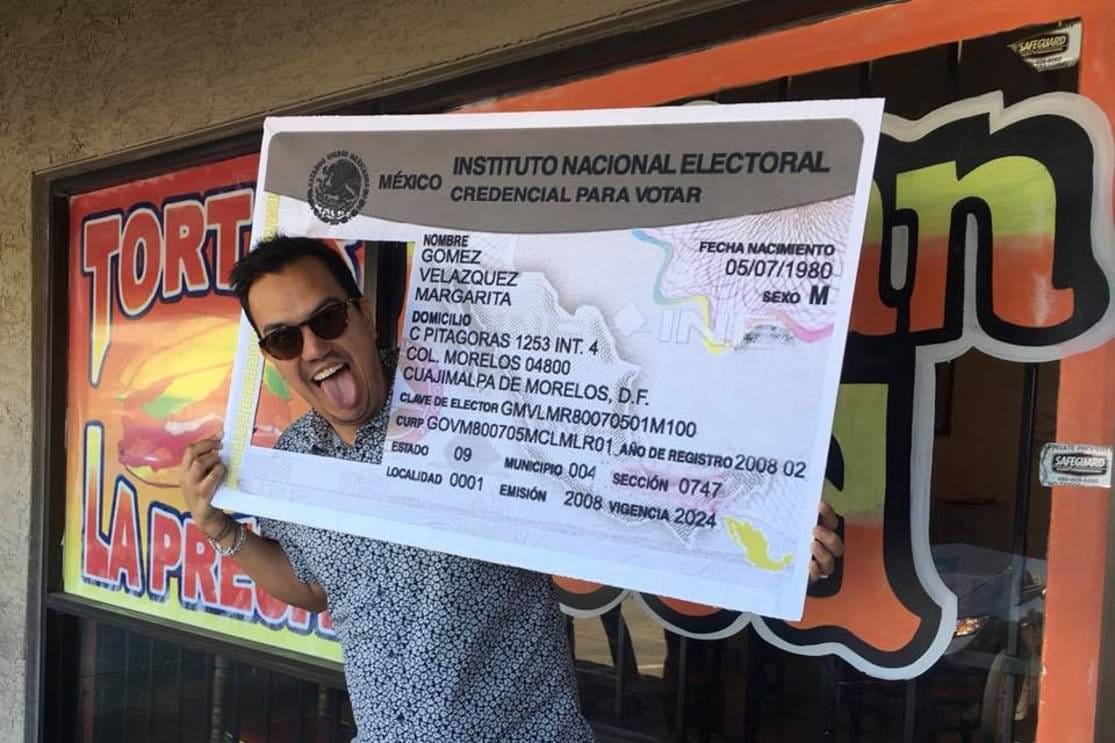 SAFEGUARD
INSTITUTO NACIONAL ELECTORAL
MÉXICO
CREDENCIAL PARA VOTAR
NOMBRE
GOMEZ
VELAZQUEZ
MARGARITA
FECHA NACIMIENTO
05/07/1980
SEXO M
DOMICILIO
C PITAGORAS 1253 INT. 4
COL. MORELOS 04800
CUAJIMALPA DE MORELOS, D.F.
CLAVE DE ELECTOR GMVLMR80070501M100
CURP GOVM800705MCLMLR01 AÑO DE REGISTRO 2008 02
ESTADO 09 MUNICIPIO 004 SECCIÓN 0747
LOCALIDAD 0001 EMISIÓN 2008 VIGENCIA 2024
INE
TORT
LA PRE
an
a
SAFEGUARD